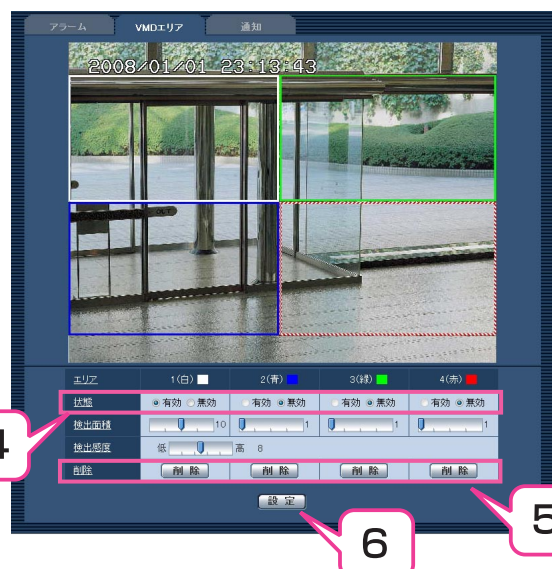 アラーム VMDエリア 通知
2008/01/01 23:13:43
OUT
エリア 1(白) 2(青) 3(緑) 4(赤)
状態 有効 無効 有効 無効 有効 無効 有効 無効
検出面積 10 1 1 1
検出感度 低 高 8
削除 削除 削除 削除 削除
設定
4
5
6